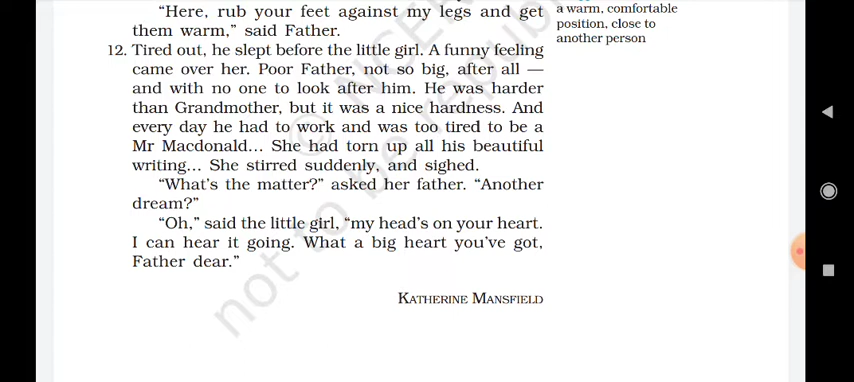 “Here, rub your feet against my legs and get
them warm,” said Father.
12. Tired out, he slept before the little girl. A funny feeling
came over her. Poor Father, not so big, after all —
and with no one to look after him. He was harder
than Grandmother, but it was a nice hardness. And
every day he had to work and was too tired to be a
Mr Macdonald... She had torn up all his beautiful
writing... She stirred suddenly, and sighed.
“What’s the matter?” asked her father. “Another
dream?”
“Oh,” said the little girl, “my head’s on your heart.
I can hear it going. What a big heart you’ve got,
Father dear.”
KATHERINE MANSFIELD
a warm, comfortable
position, close to
another person
© NCERT
not to be republ